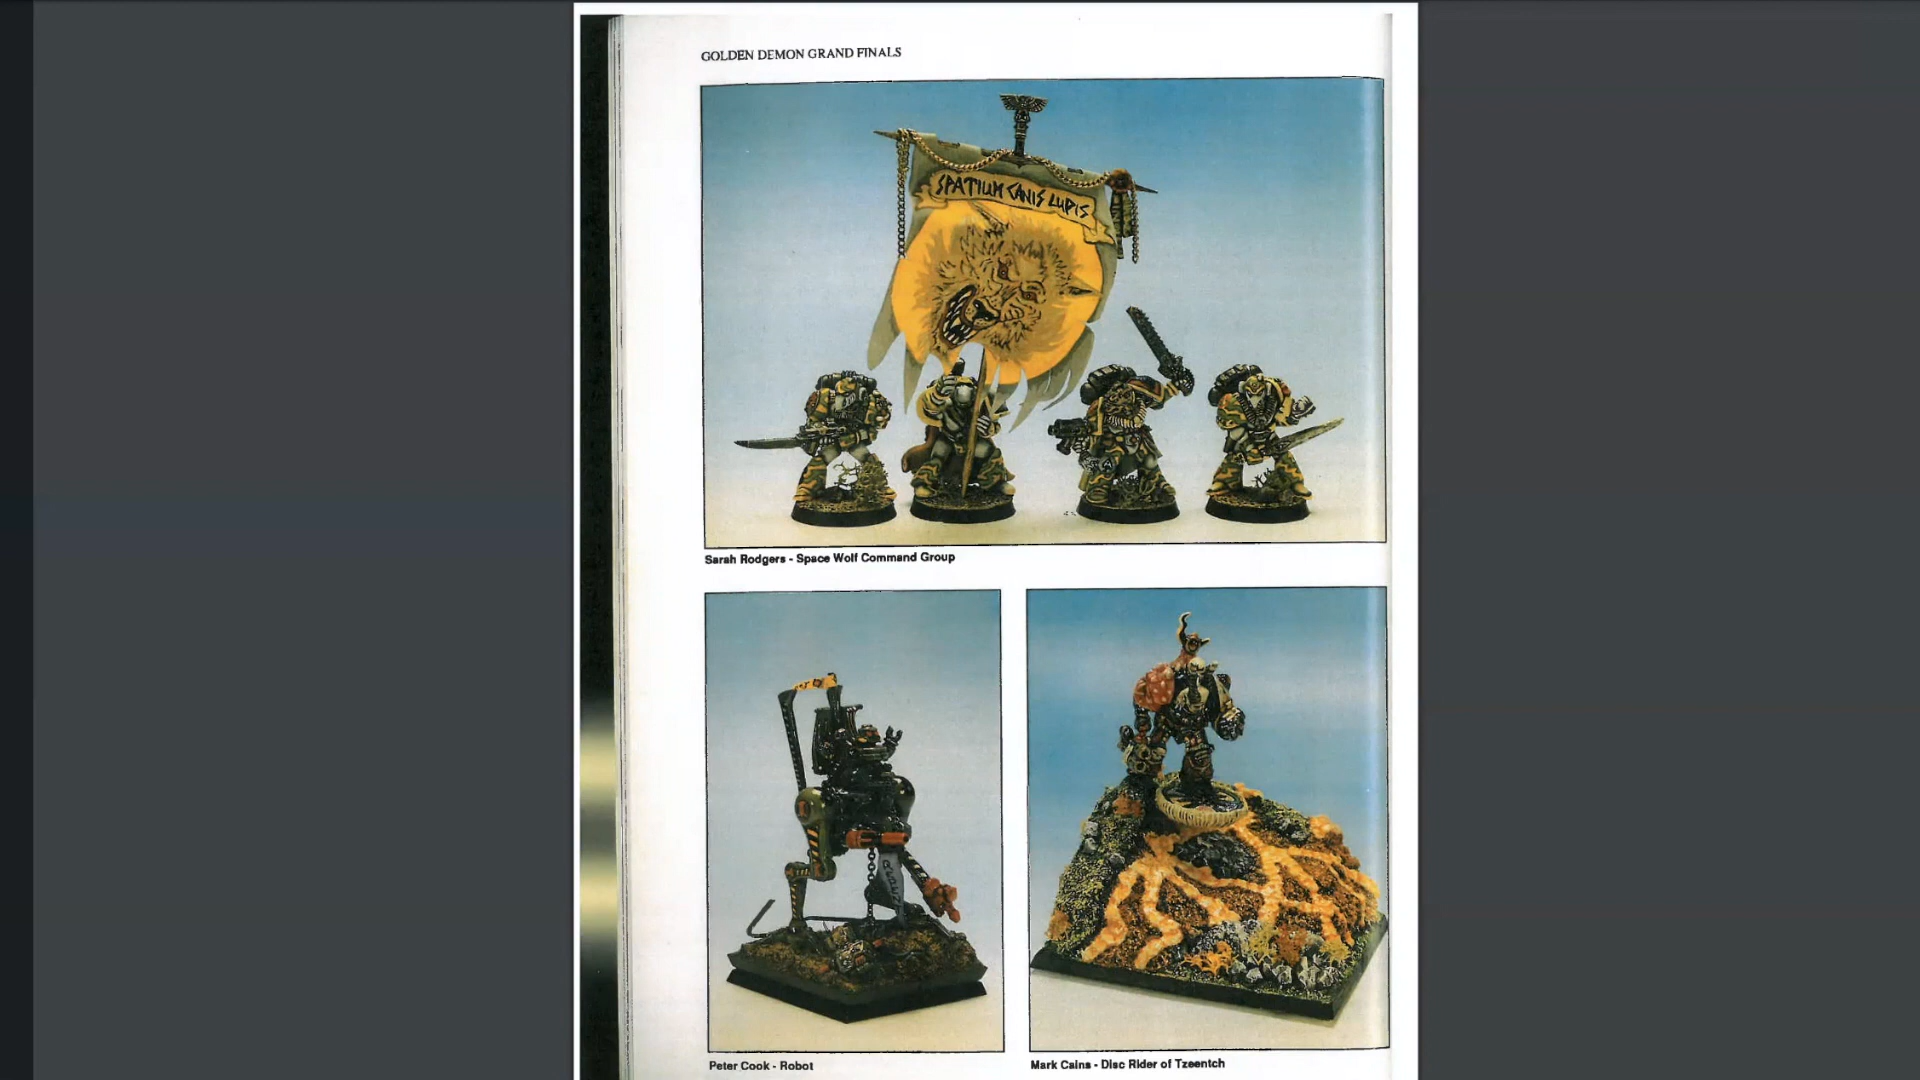 GOLDEN DEMON GRAND FINALS
SPATIUM CANIS LUPIS
Sarah Rodgers - Space Wolf Command Group
Peter Cook - Robot
Mark Cains - Disc Rider of Tzeentch